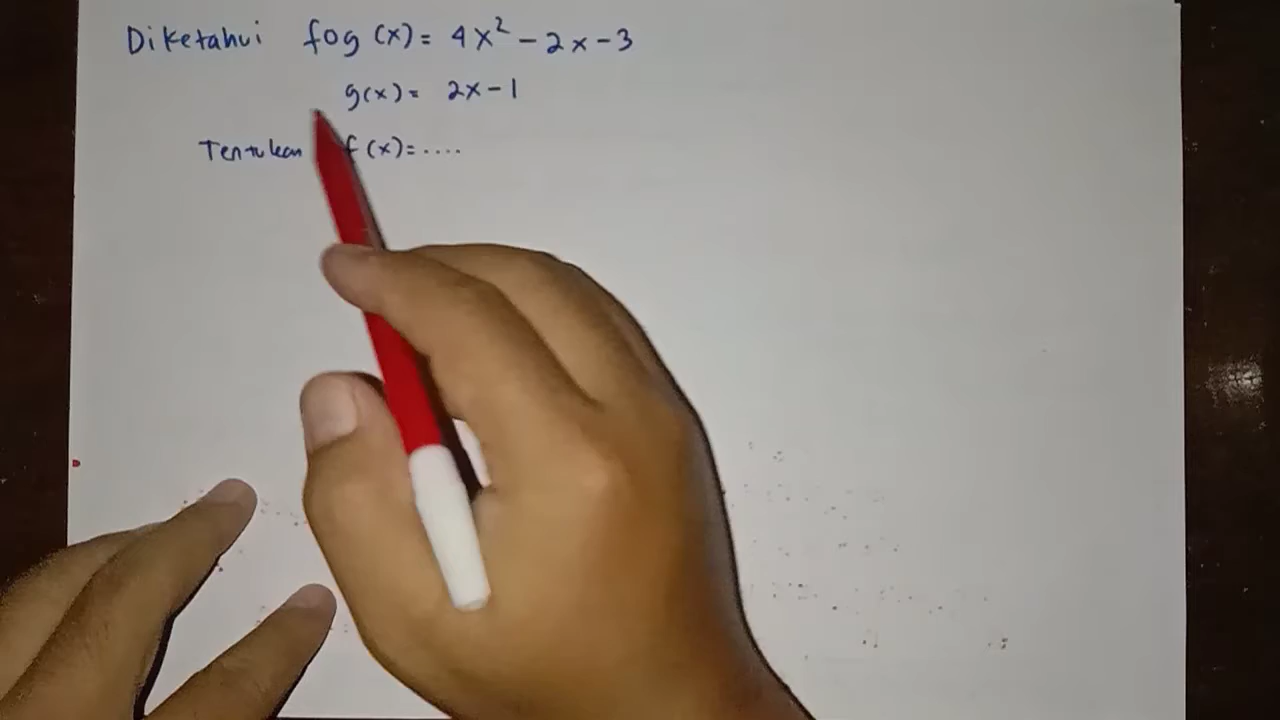 Diketahui fog (x) = 4x² - 2x - 3
g(x) = 2x - 1
Tentukan f(x) = ....